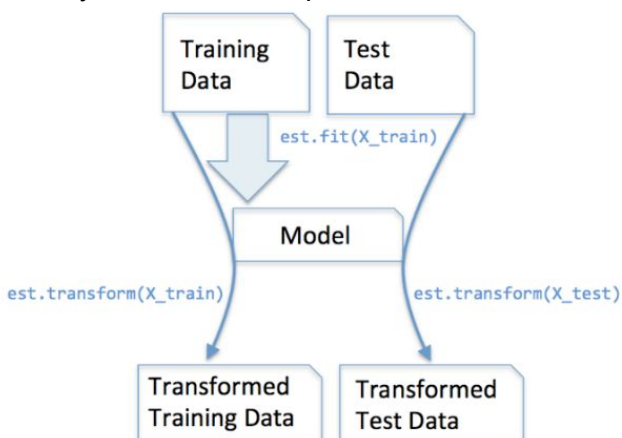 Training
Data
Test
Data
est.fit(X_train)
Model
est.transform(X_train)
est.transform(X_test)
Transformed
Training Data
Transformed
Test Data